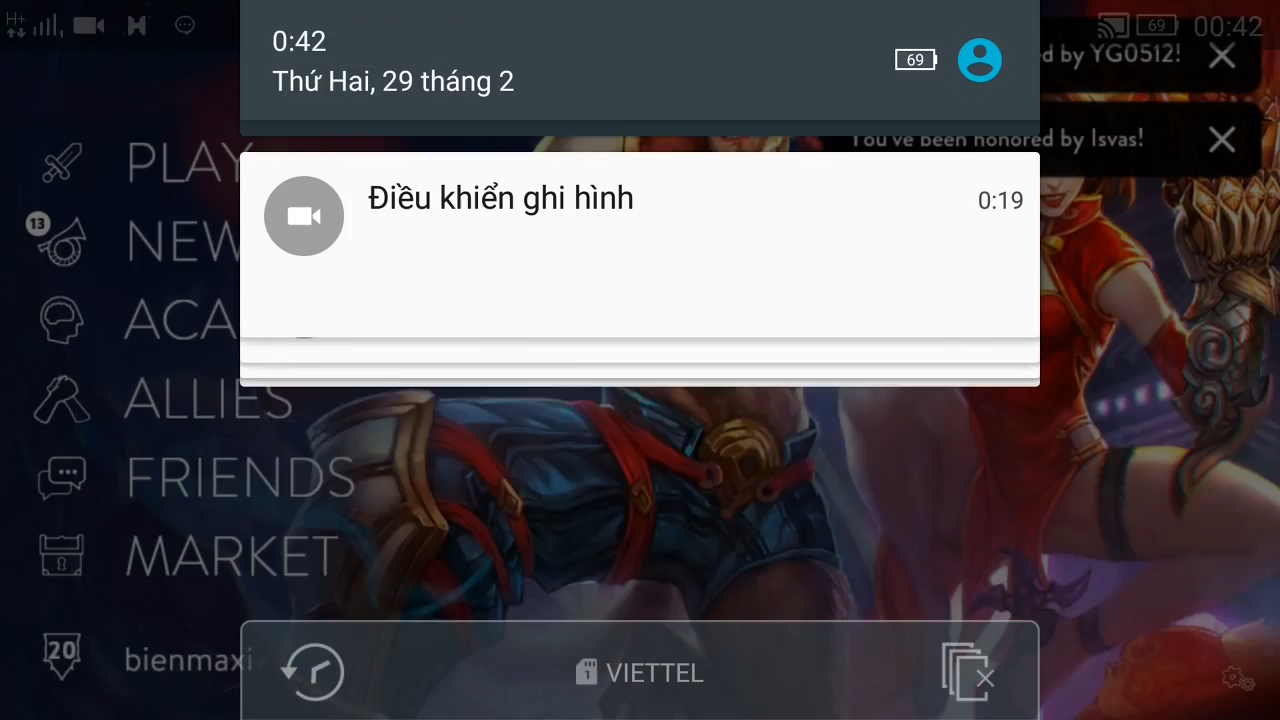 H+
69
00:42
0:42
69
Thứ Hai, 29 tháng 2
d by YG0512!
You've been honored by Isvas!
Điều khiển ghi hình
0:19
PLAY
13
NEW
ACA
ALLIES
FRIENDS
MARKET
20
bienmaxi
1
VIETTEL